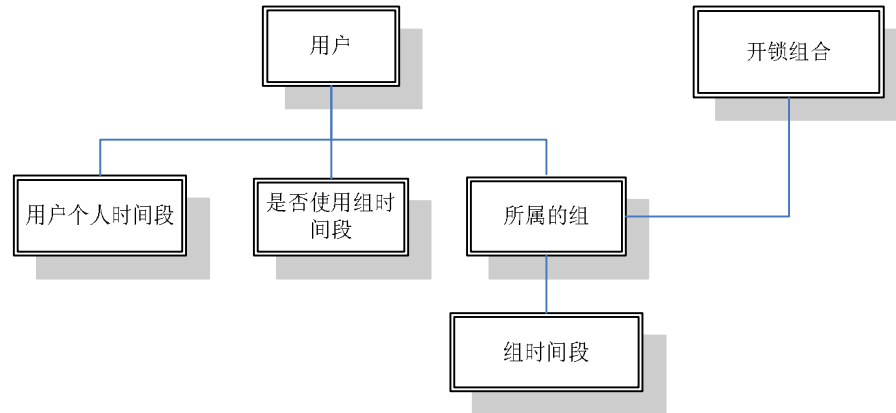 用户
开锁组合
用户个人时间段
是否使用组时
间段
所属的组
组时间段